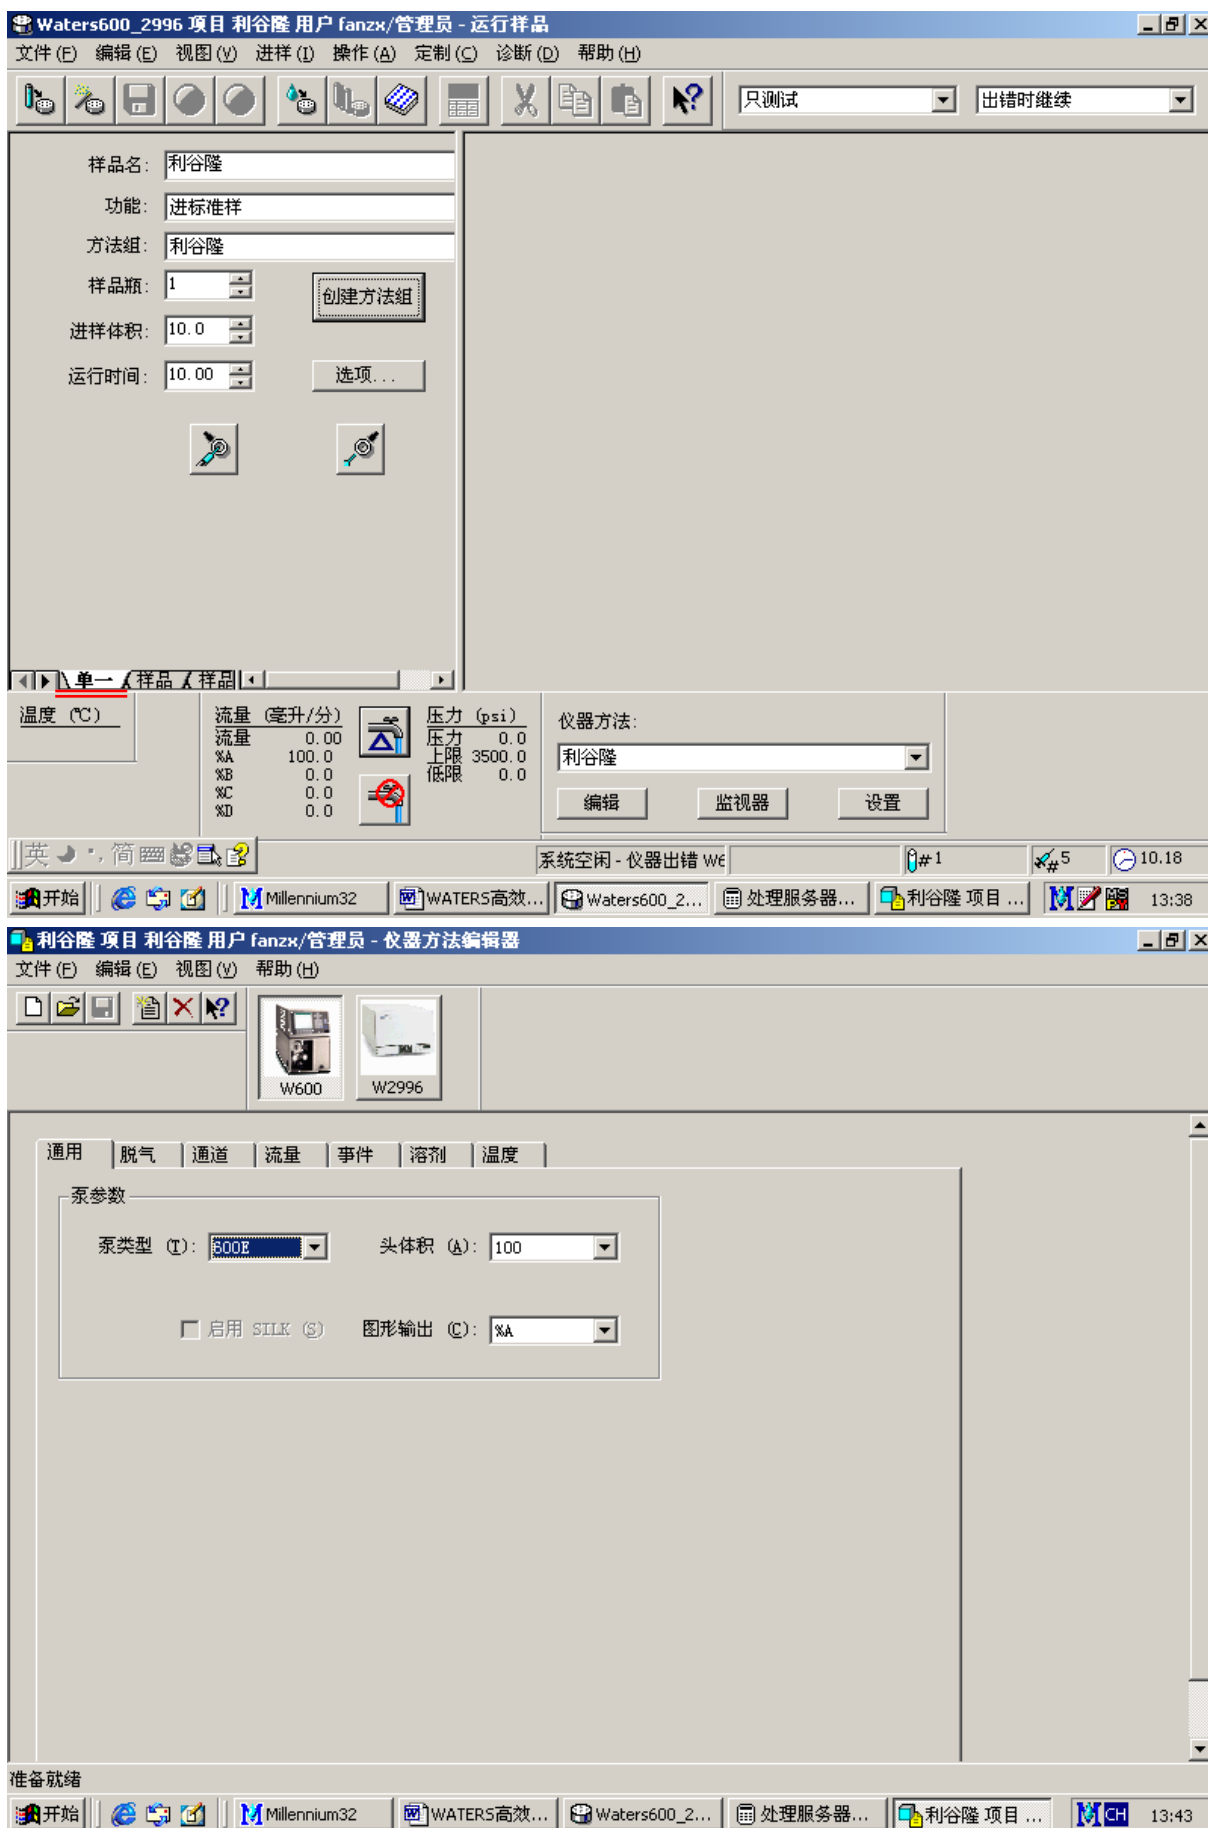 Waters600_2996 项目 利谷隆 用户 fanzx/管理员 - 运行样品
文件(F) 编辑(E) 视图(V) 进样(I) 操作(A) 定制(C) 诊断(D) 帮助(H)
只测试 出错时继续
样品名: 利谷隆
功能: 进标准样
方法组: 利谷隆
样品瓶: 1 创建方法组
进样体积: 10.0
运行时间: 10.00 选项...
单一 样品 样品
温度 (℃) 流量 (毫升/分) 压力 (psi) 仪器方法:
流量 0.00 压力 0.0
%A 100.0 上限 3500.0 利谷隆
%B 0.0 低限 0.0
%C 0.0 编辑 监视器 设置
%D 0.0
英 简 系统空闲 - 仪器出错 We #1 #5 10.18
开始 Millennium32 WATERS高效... Waters600_2... 处理服务器... 利谷隆 项目 ... 13:38
利谷隆 项目 利谷隆 用户 fanzx/管理员 - 仪器方法编辑器
文件(F) 编辑(E) 视图(V) 帮助(H)
W600 W2996
通用 脱气 通道 流量 事件 溶剂 温度
泵参数
泵类型 (T): 600E 头体积 (A): 100
启用 SILK (S) 图形输出 (C): %A
准备就绪
开始 Millennium32 WATERS高效... Waters600_2... 处理服务器... 利谷隆 项目 ... CH 13:43